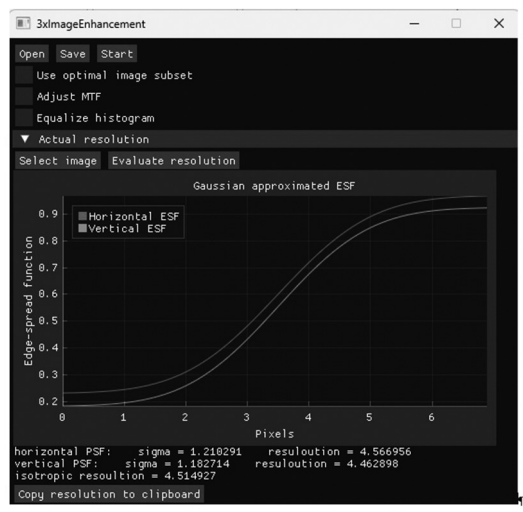 3xImageEnhancement
Open Save Start
Use optimal image subset
Adjust MTF
Equalize histogram
▼ Actual resolution
Select image Evaluate resolution
Gaussian approximated ESF
Horizontal ESF
Vertical ESF
Edge-spread function
0.9
0.8
0.7
0.6
0.5
0.4
0.3
0.2
0 1 2 3 4 5 6
Pixels
horizontal PSF: sigma = 1.210291 resuloution = 4.566956
vertical PSF: sigma = 1.182714 resuloution = 4.462898
isotropic resoultion = 4.514927
Copy resolution to clipboard